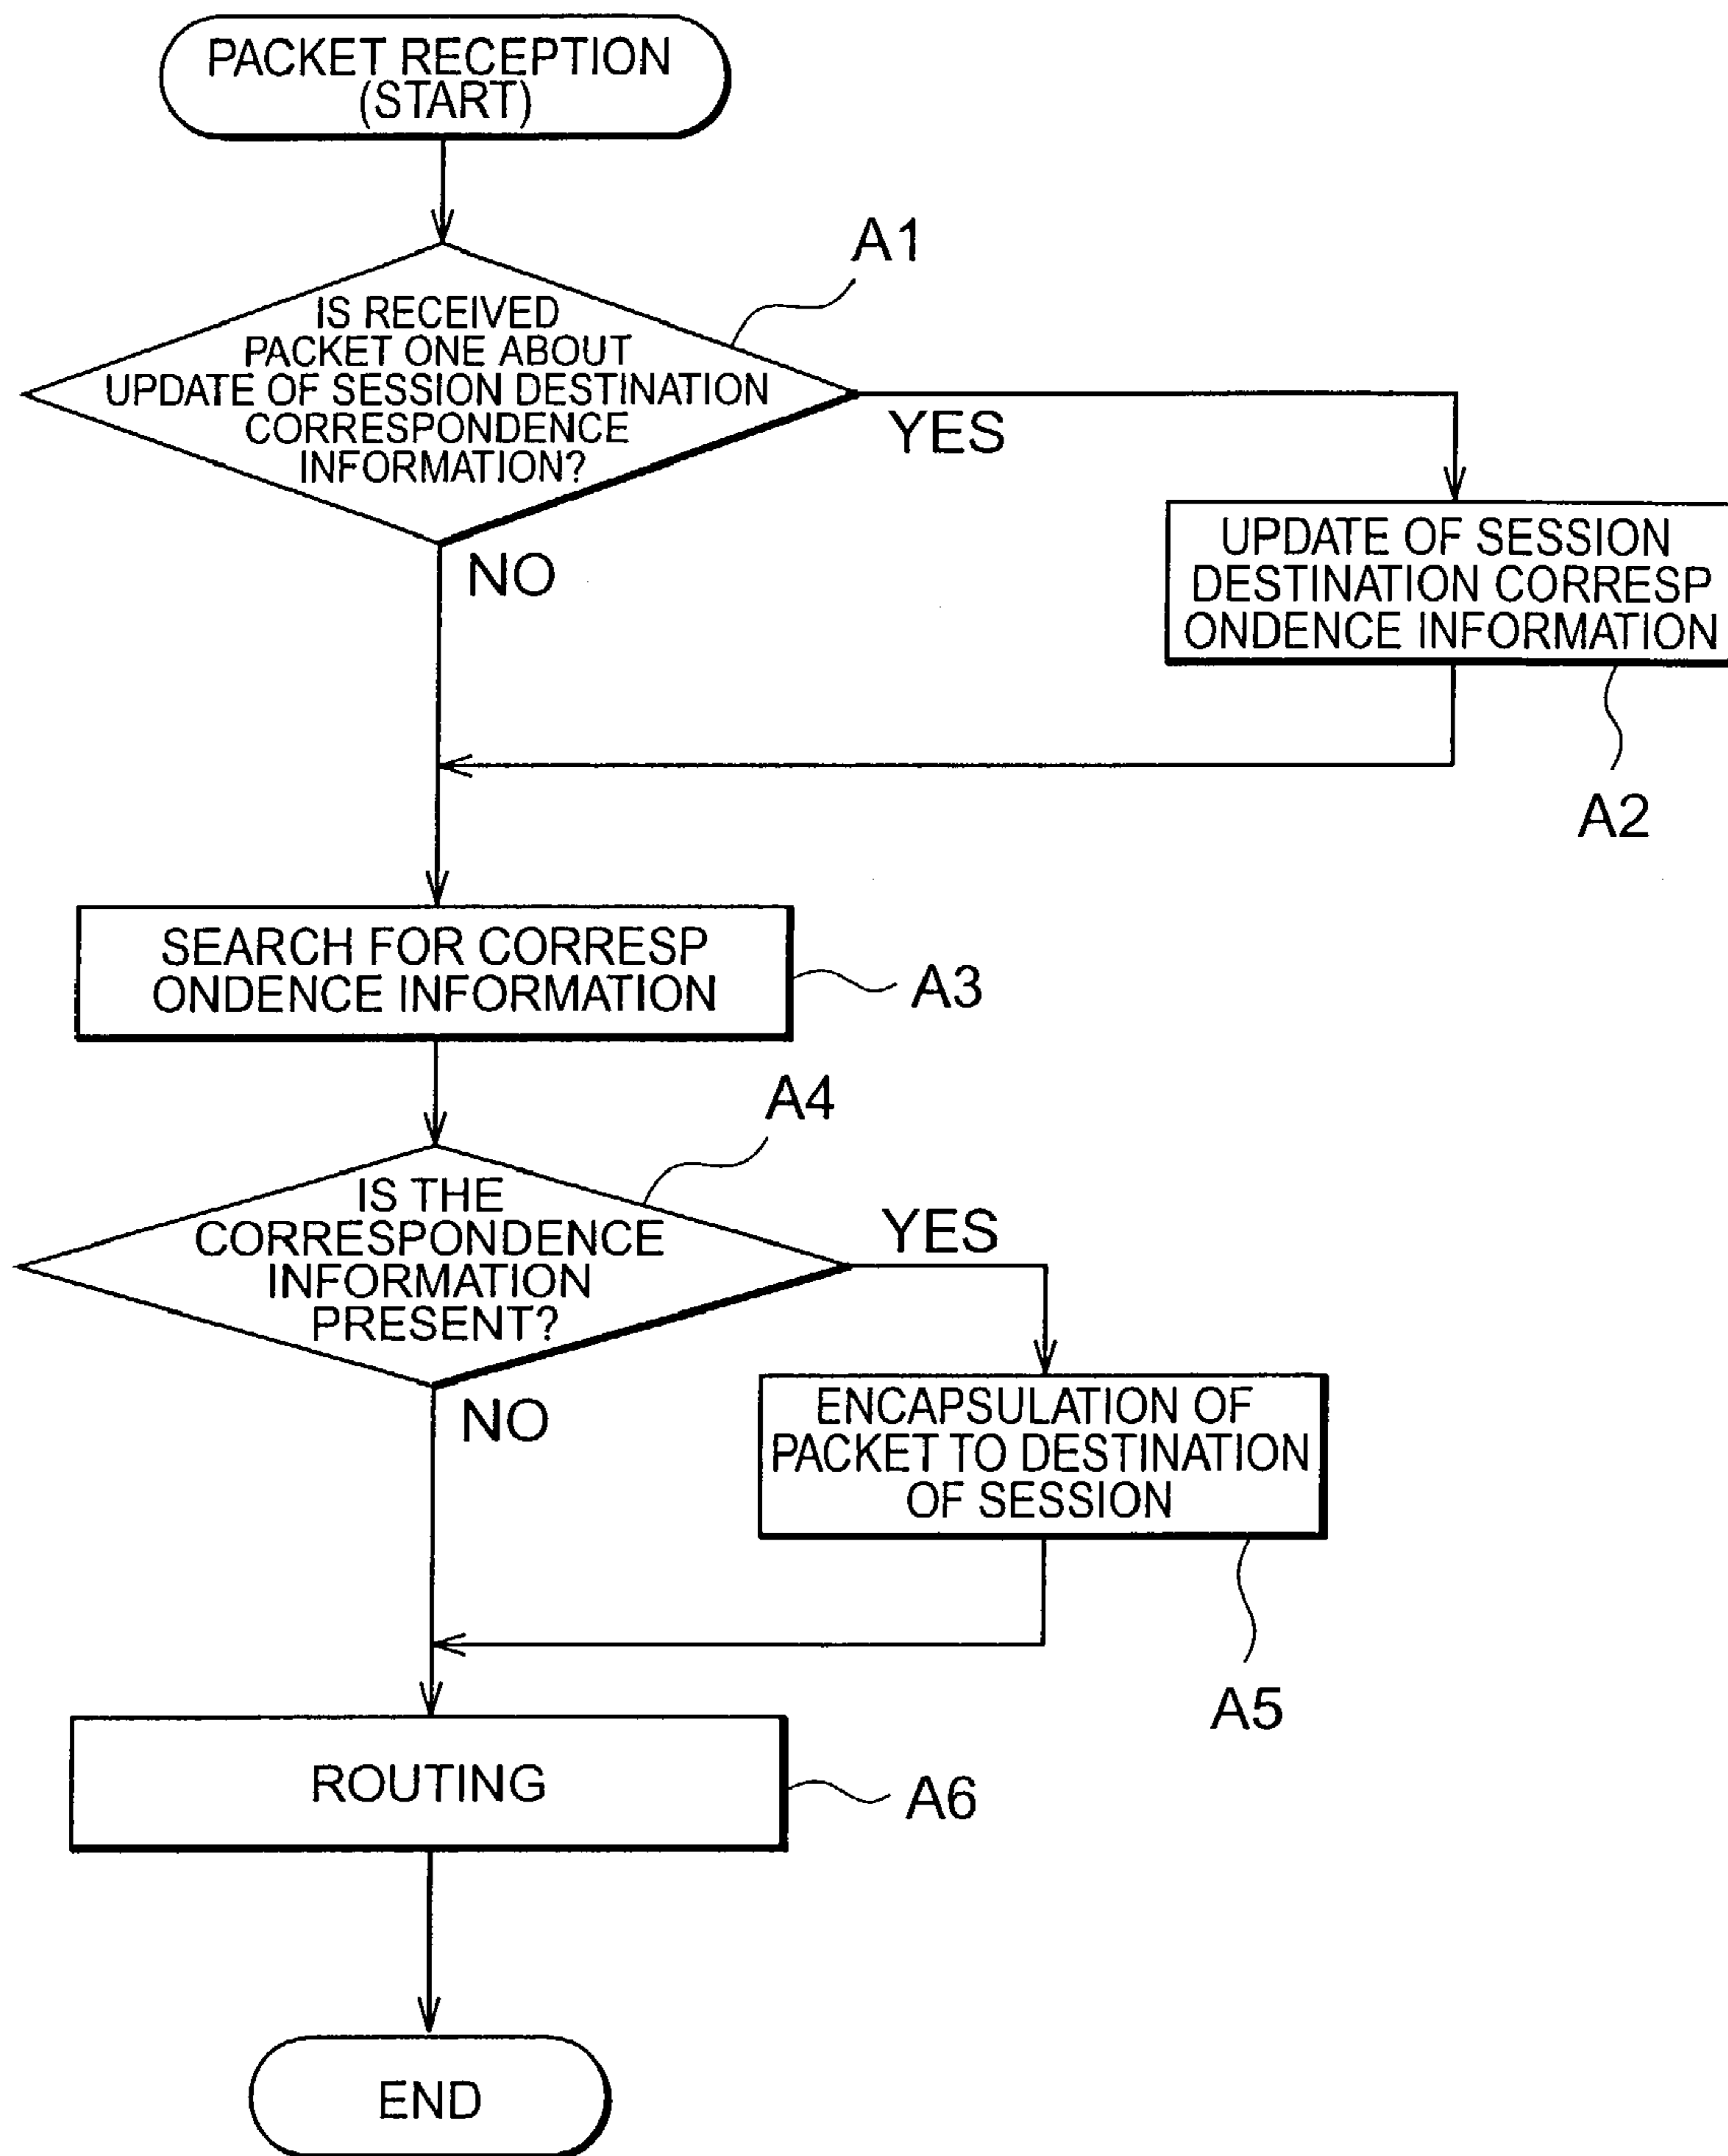 PACKET RECEPTION
(START)
A1
IS RECEIVED
PACKET ONE ABOUT
UPDATE OF SESSION DESTINATION
CORRESPONDENCE
INFORMATION?
YES
NO
UPDATE OF SESSION
DESTINATION CORRESP
ONDENCE INFORMATION
A2
SEARCH FOR CORRESP
ONDENCE INFORMATION
A3
A4
IS THE
CORRESPONDENCE
INFORMATION
PRESENT?
YES
NO
ENCAPSULATION OF
PACKET TO DESTINATION
OF SESSION
A5
ROUTING
A6
END